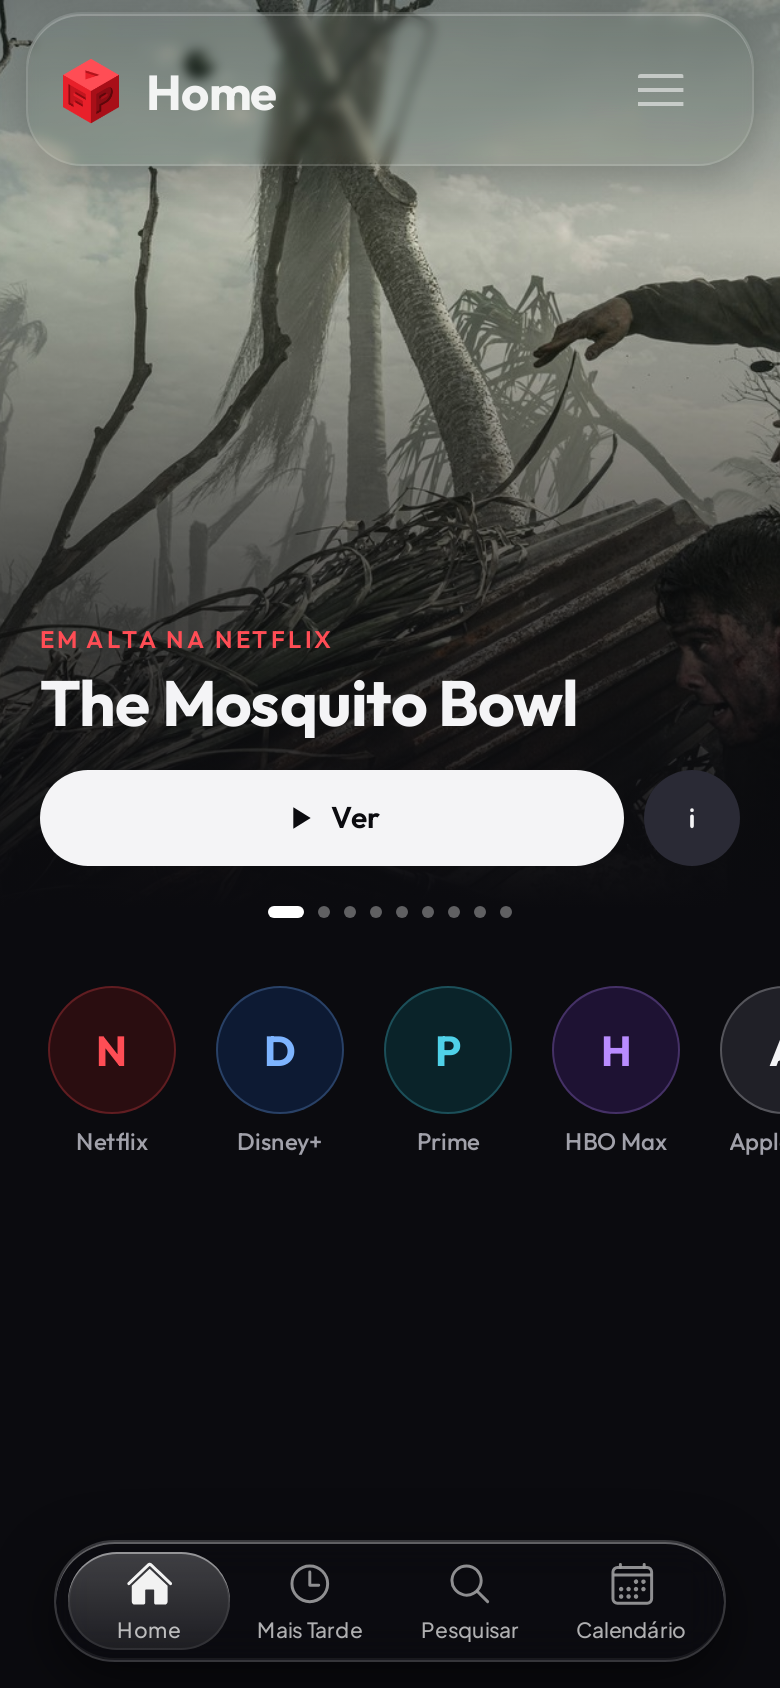 Home
EM ALTA NA NETFLIX
The Mosquito Bowl
Ver
i
N
D
P
H
Netflix
Disney+
Prime
HBO Max
Home
Mais Tarde
Pesquisar
Calendário